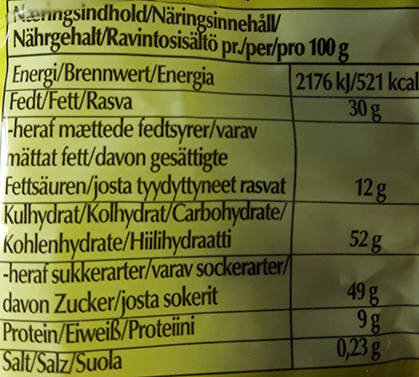 Næringsindhold/Näringsinnehåll/
Nährgehalt/Ravintosisältö pr./per/pro 100 g
Energi/Brennwert/Energia 2176 kJ/521 kcal
Fedt/Fett/Rasva 30 g
-heraf mættede fedtsyrer/varav
mättat fett/davon gesättigte
Fettsäuren/josta tyydyttyneet rasvat 12 g
Kulhydrat/Kolhydrat/Carbohydrate/
Kohlenhydrate/Hiilihydraatti 52 g
-heraf sukkerarter/varav sockerarter/
davon Zucker/josta sokerit 49 g
Protein/Eiweiß/Proteiini 9 g
Salt/Salz/Suola 0,23 g